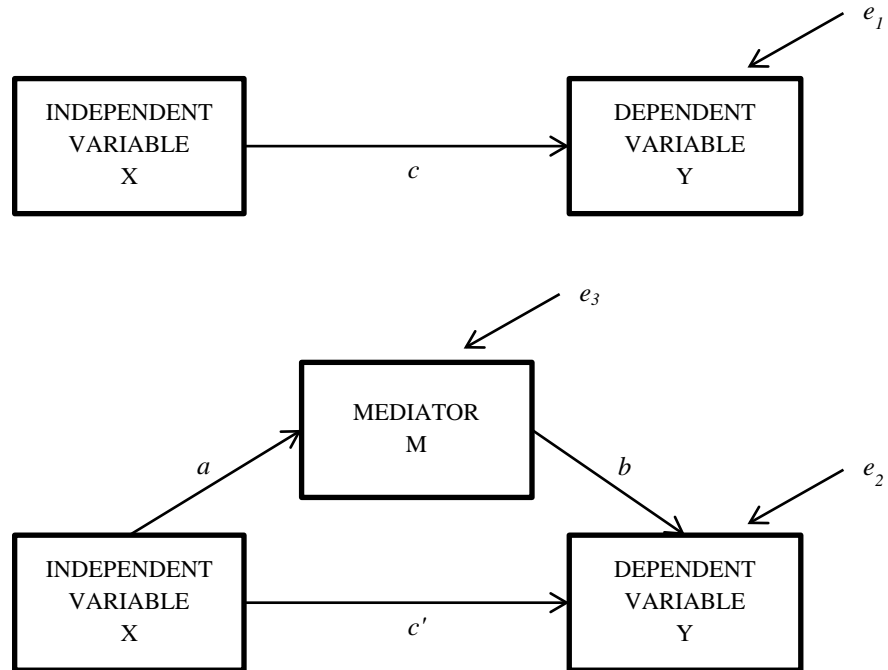 e₁
INDEPENDENT
VARIABLE
X
DEPENDENT
VARIABLE
Y
c
e₃
MEDIATOR
M
a
b
e₂
INDEPENDENT
VARIABLE
X
DEPENDENT
VARIABLE
Y
c'